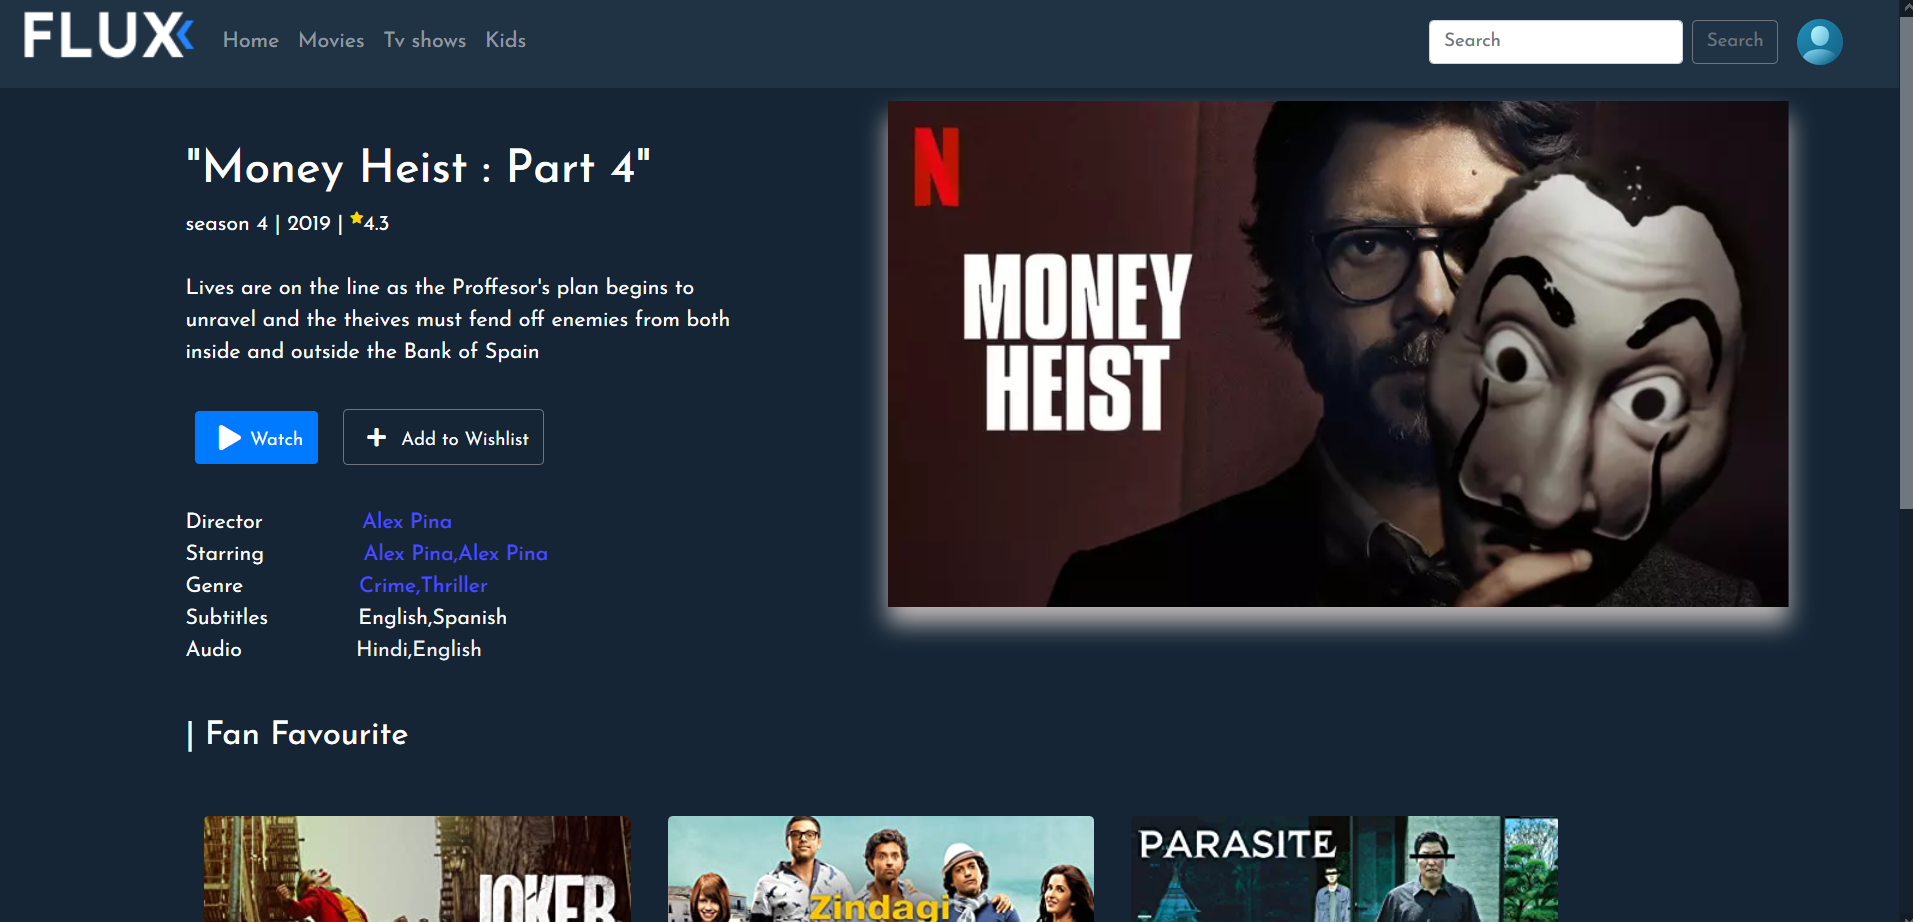 FLUX
Home Movies Tv shows Kids
Search
Search
"Money Heist : Part 4"
season 4 | 2019 | 4.3
Lives are on the line as the Proffesor's plan begins to
unravel and the theives must fend off enemies from both
inside and outside the Bank of Spain
Watch
Add to Wishlist
Director Alex Pina
Starring Alex Pina,Alex Pina
Genre Crime,Thriller
Subtitles English,Spanish
Audio Hindi,English
N
MONEY
HEIST
| Fan Favourite
JOKER
Zindagi
PARASITE